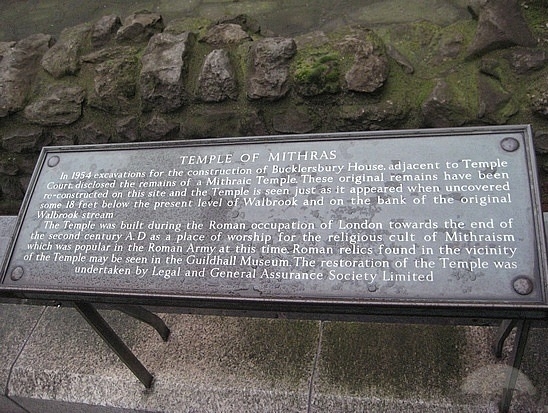 TEMPLE OF MITHRAS
In 1954 excavations for the construction of Bucklersbury House, adjacent to Temple
Court, disclosed the remains of a Mithraic Temple. These original remains have been
re-constructed on this site and the Temple is seen just as it appeared when uncovered
some 18 feet below the present level of Walbrook and on the bank of the original
Walbrook stream
The Temple was built during the Roman occupation of London towards the end of
the second century A.D as a place of worship for the religious cult of Mithraism
which was popular in the Roman Army at this time. Roman relics found in the vicinity
of the Temple may be seen in the Guildhall Museum. The restoration of the Temple was
undertaken by Legal and General Assurance Society Limited